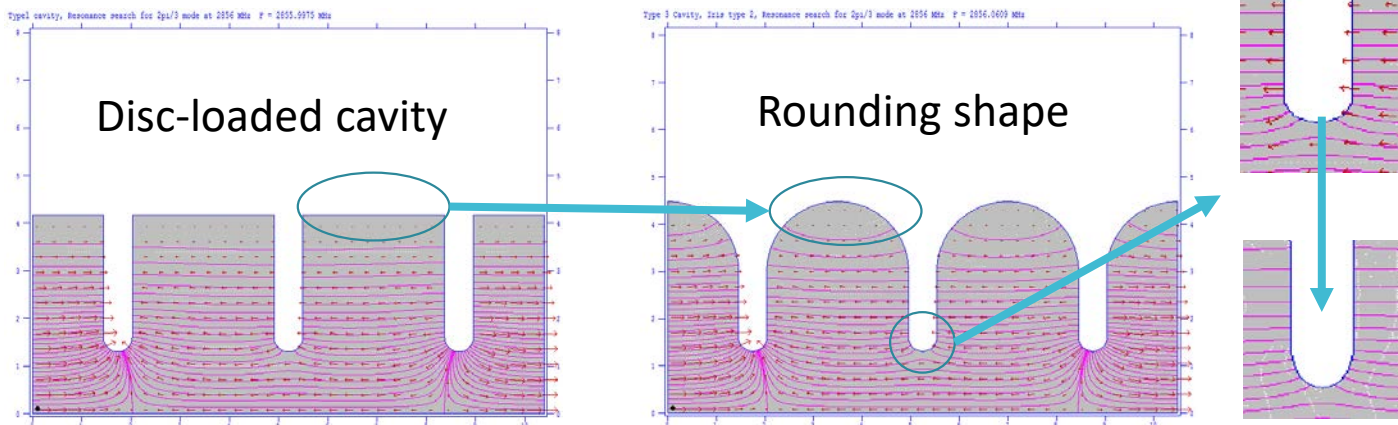 Type1 cavity, Resonance search for 2pi/3 mode at 2856 MHz F = 2855.9975 MHz
Type 3 Cavity, Iris type 2, Resonance search for 2pi/3 mode at 2856 MHz F = 2856.0609 MHz
Disc-loaded cavity
Rounding shape